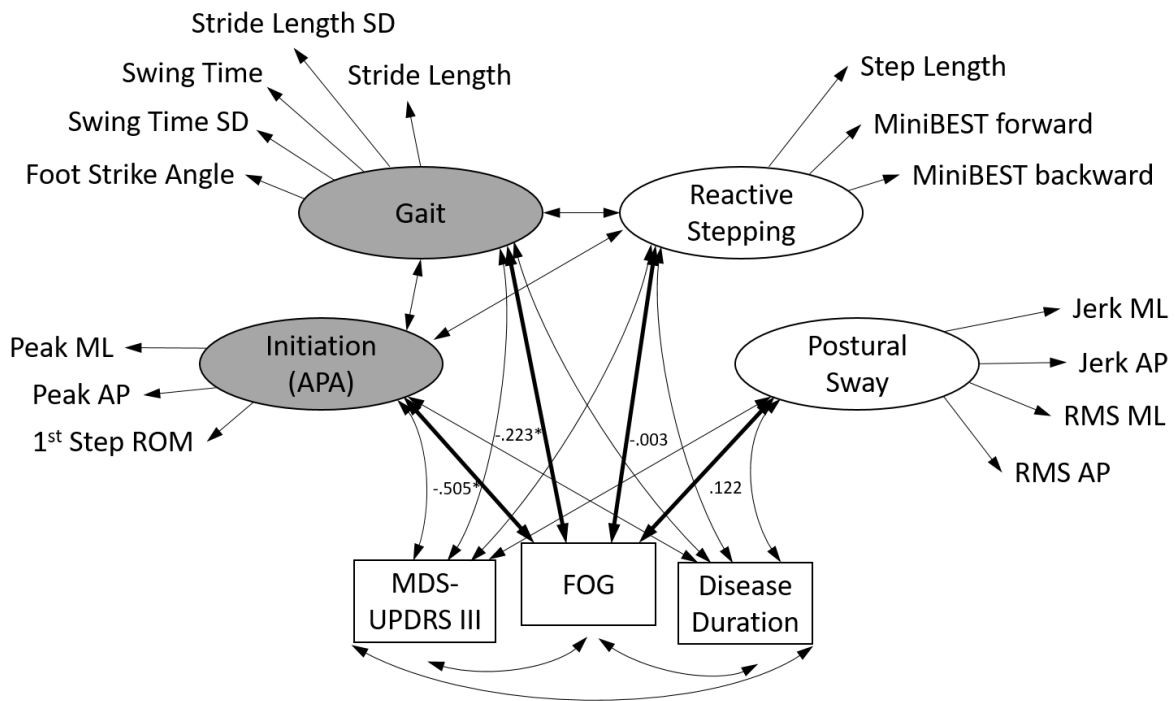 Stride Length SD
Swing Time
Stride Length
Swing Time SD
Foot Strike Angle
Step Length
MiniBEST forward
MiniBEST backward
Gait
Reactive
Stepping
Peak ML
Peak AP
1st Step ROM
Initiation
(APA)
Postural
Sway
Jerk ML
Jerk AP
RMS ML
RMS AP
-.223*
-.003
-.505*
.122
MDS-
UPDRS III
FOG
Disease
Duration